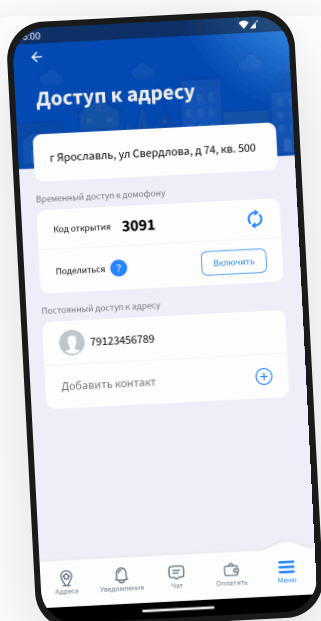 5:00
Доступ к адресу
г Ярославль, ул Свердлова, д 74, кв. 500
Временный доступ к домофону
Код открытия 3091
Поделиться ? Включить
Постоянный доступ к адресу
79123456789
Добавить контакт
Адреса Уведомления Чат Оплатить Меню